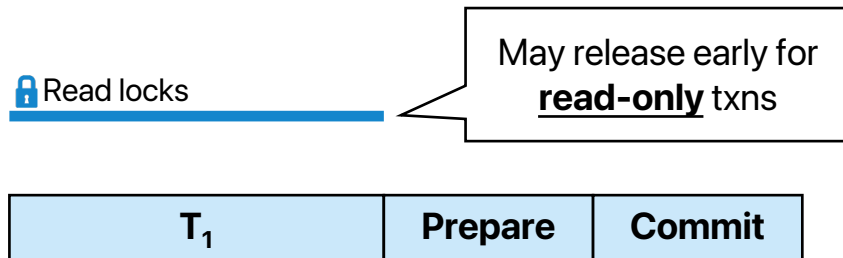 May release early for
read-only txns
Read locks
T₁ Prepare Commit